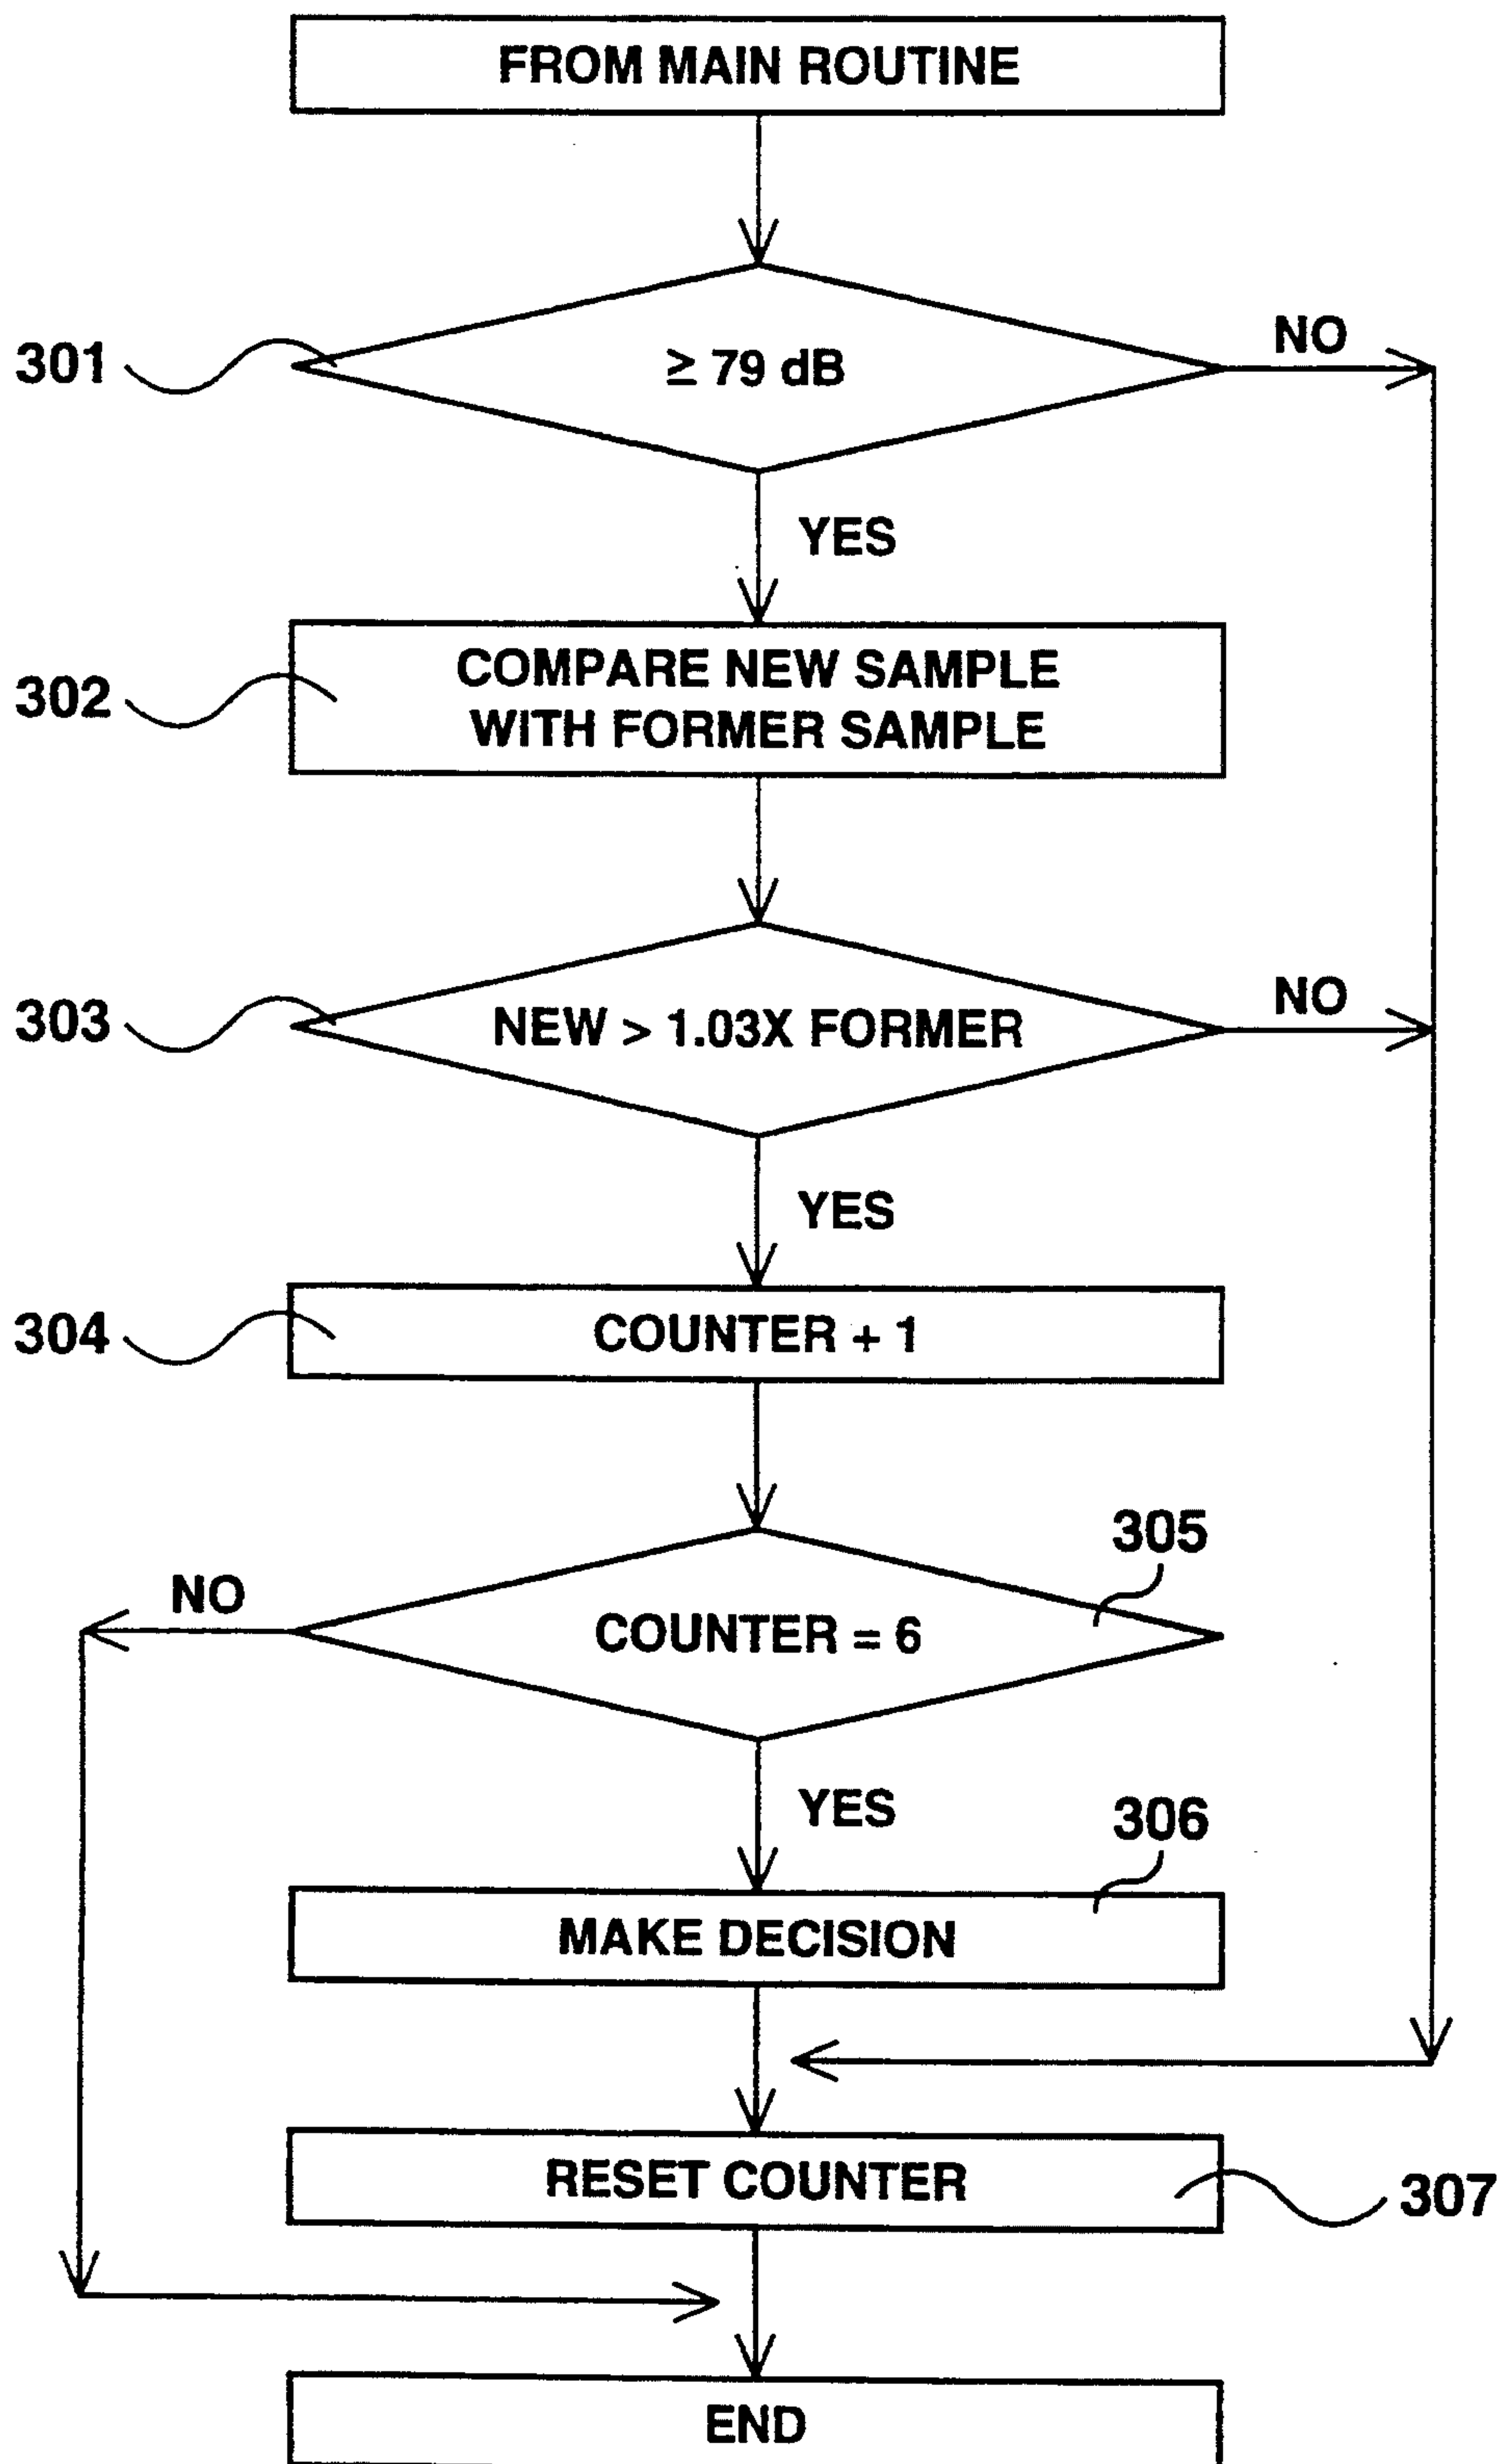 FROM MAIN ROUTINE
301
≥ 79 dB
NO
YES
302
COMPARE NEW SAMPLE
WITH FORMER SAMPLE
303
NEW > 1.03X FORMER
NO
YES
304
COUNTER + 1
305
NO
COUNTER = 6
YES
306
MAKE DECISION
RESET COUNTER
307
END